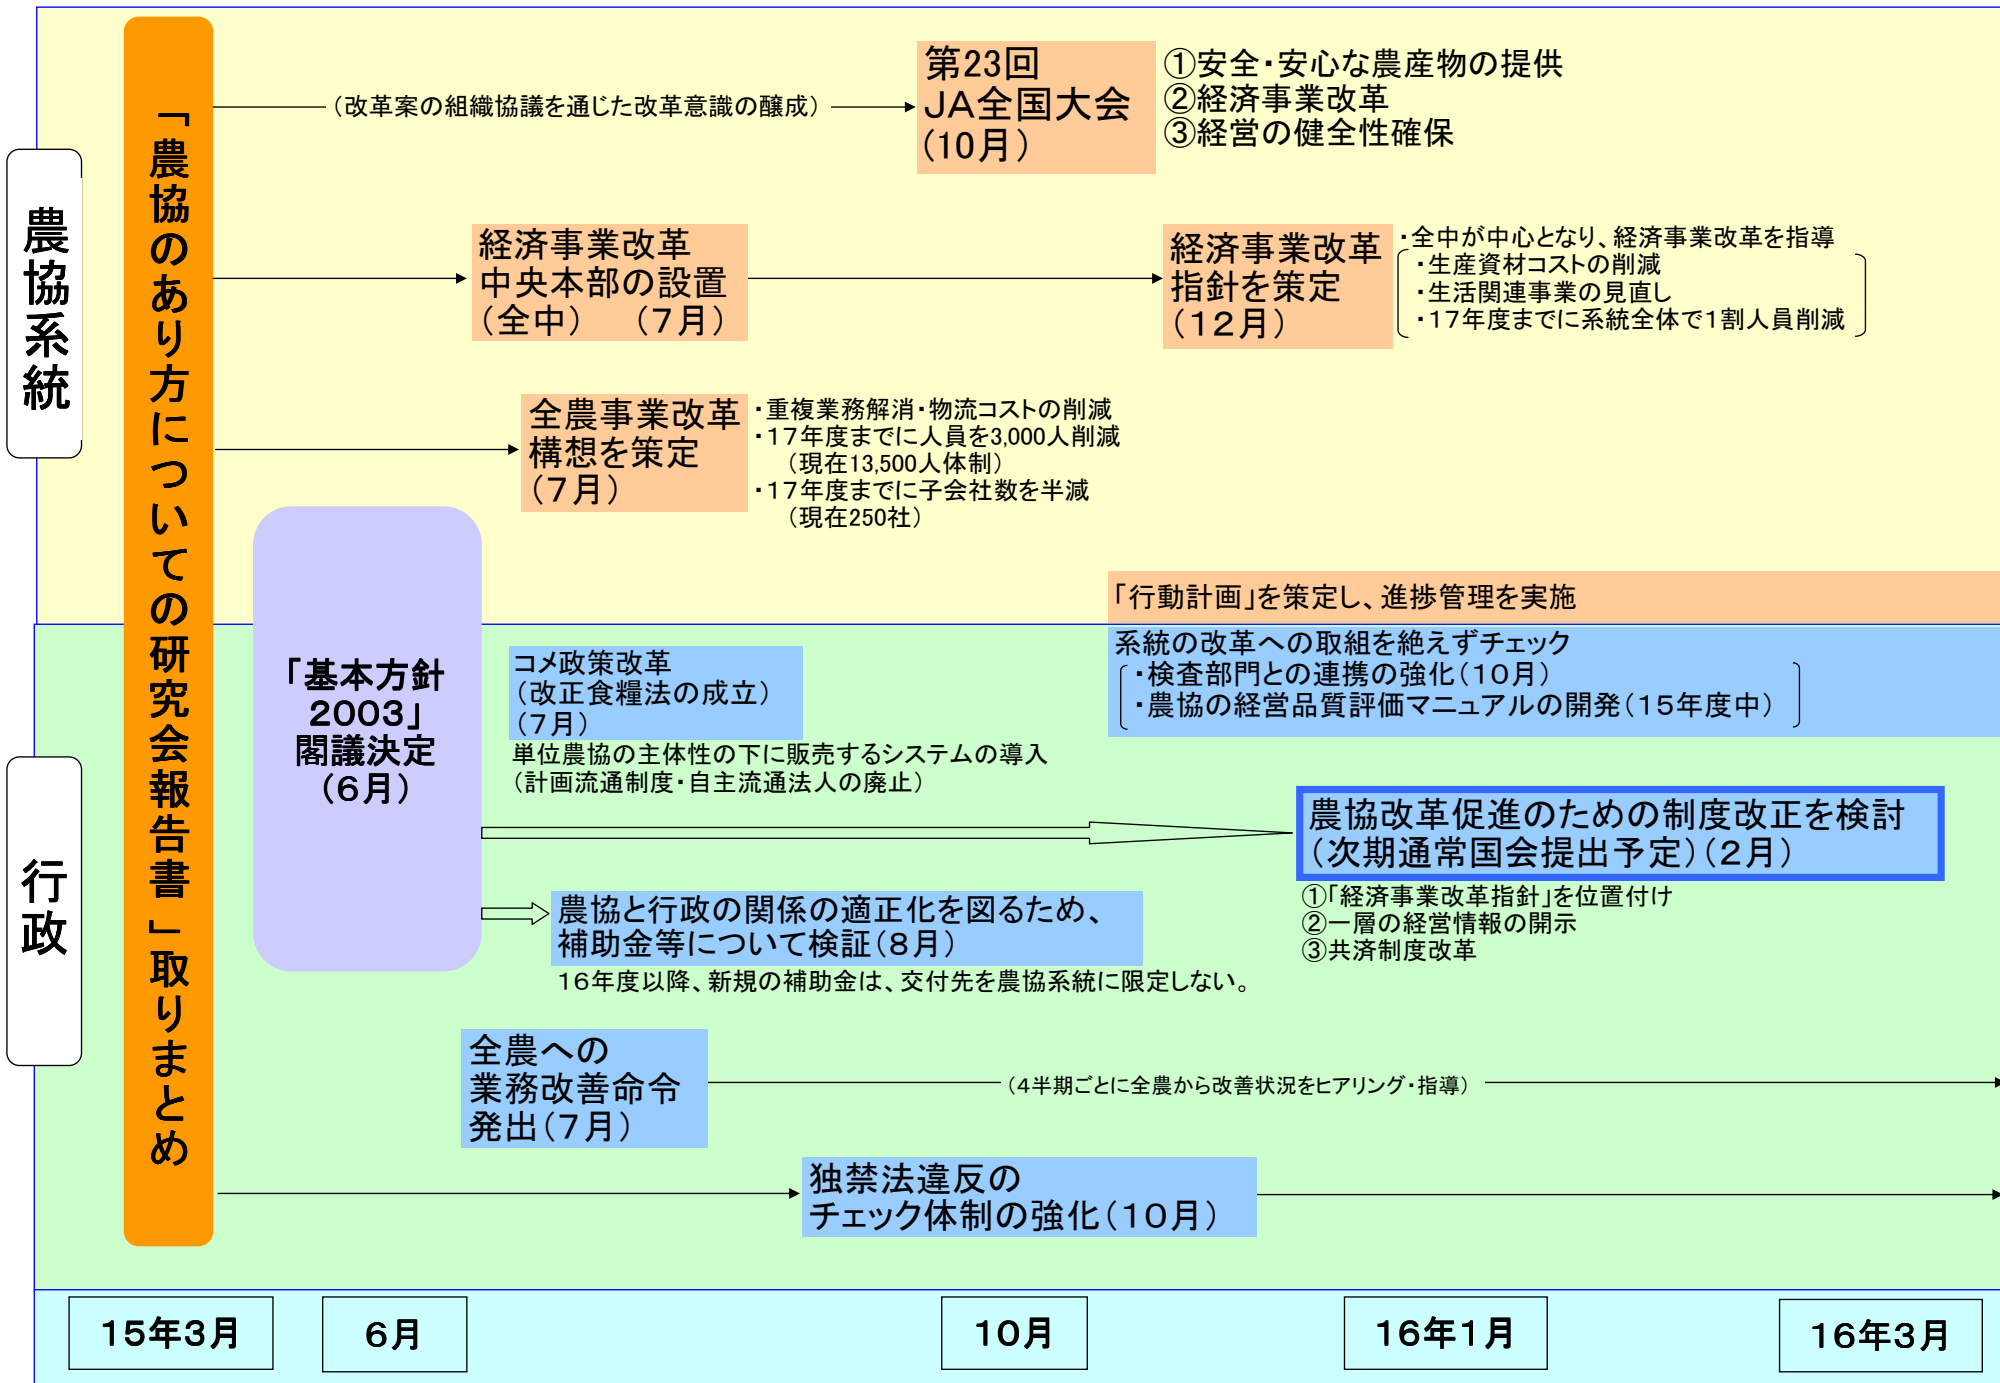 農協系統
行政
「農協のあり方についての研究会報告書」取りまとめ
(改革案の組織協議を通じた改革意識の醸成)
第23回
JA全国大会
(10月)
①安全・安心な農産物の提供
②経済事業改革
③経営の健全性確保
経済事業改革
中央本部の設置
(全中) (7月)
経済事業改革
指針を策定
(12月)
・全中が中心となり、経済事業改革を指導
・生産資材コストの削減
・生活関連事業の見直し
・17年度までに系統全体で1割人員削減
全農事業改革
構想を策定
(7月)
・重複業務解消・物流コストの削減
・17年度までに人員を3,000人削減
(現在13,500人体制)
・17年度までに子会社数を半減
(現在250社)
「行動計画」を策定し、進捗管理を実施
系統の改革への取組を絶えずチェック
・検査部門との連携の強化(10月)
・農協の経営品質評価マニュアルの開発(15年度中)
「基本方針
2003」
閣議決定
(6月)
コメ政策改革
(改正食糧法の成立)
(7月)
単位農協の主体性の下に販売するシステムの導入
(計画流通制度・自主流通法人の廃止)
農協改革促進のための制度改正を検討
(次期通常国会提出予定)(2月)
①「経済事業改革指針」を位置付け
②一層の経営情報の開示
③共済制度改革
農協と行政の関係の適正化を図るため、
補助金等について検証(8月)
16年度以降、新規の補助金は、交付先を農協系統に限定しない。
全農への
業務改善命令
発出(7月)
(4半期ごとに全農から改善状況をヒアリング・指導)
独禁法違反の
チェック体制の強化(10月)
15年3月
6月
10月
16年1月
16年3月